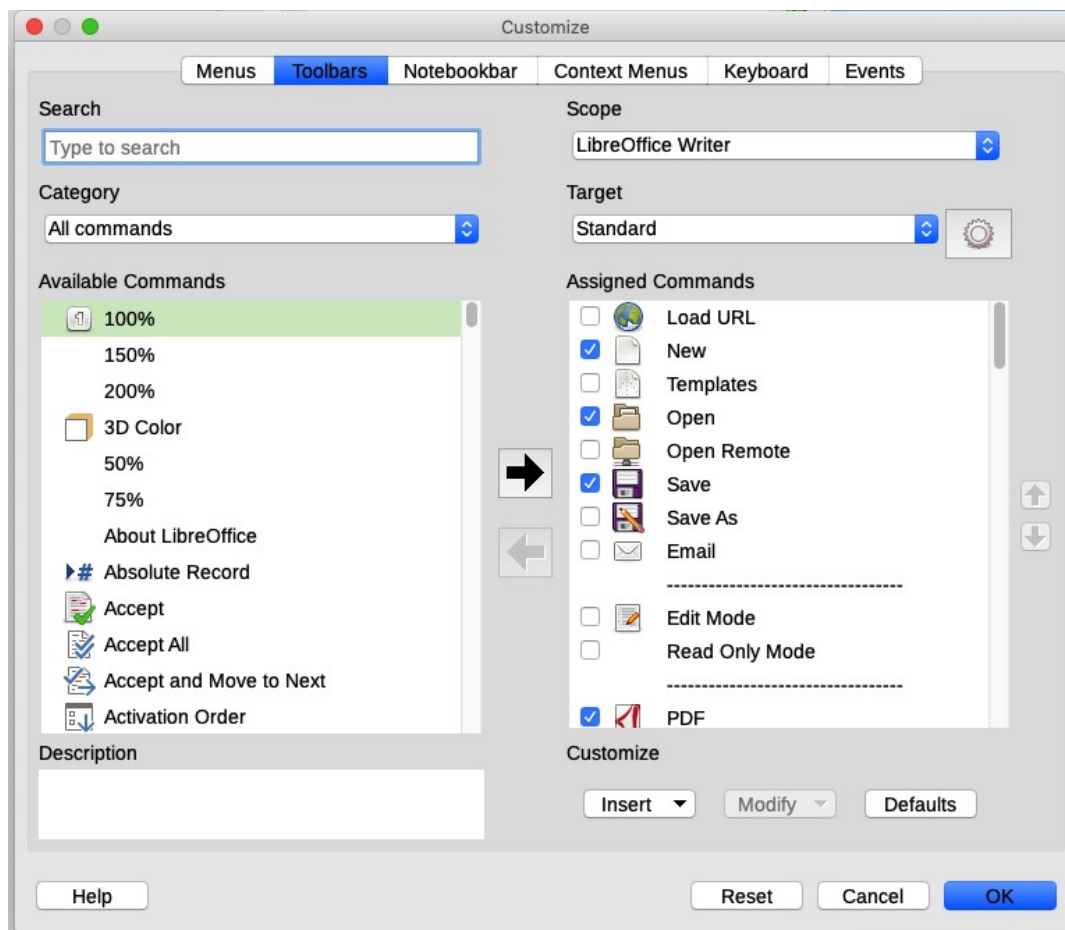 Customize
Menus Toolbars Notebookbar Context Menus Keyboard Events
Search
Type to search
Category
All commands
Available Commands
100%
150%
200%
3D Color
50%
75%
About LibreOffice
Absolute Record
Accept
Accept All
Accept and Move to Next
Activation Order
Description
Scope
LibreOffice Writer
Target
Standard
Assigned Commands
Load URL
New
Templates
Open
Open Remote
Save
Save As
Email
----------------------------------
Edit Mode
Read Only Mode
----------------------------------
PDF
Customize
Insert Modify Defaults
Help Reset Cancel OK